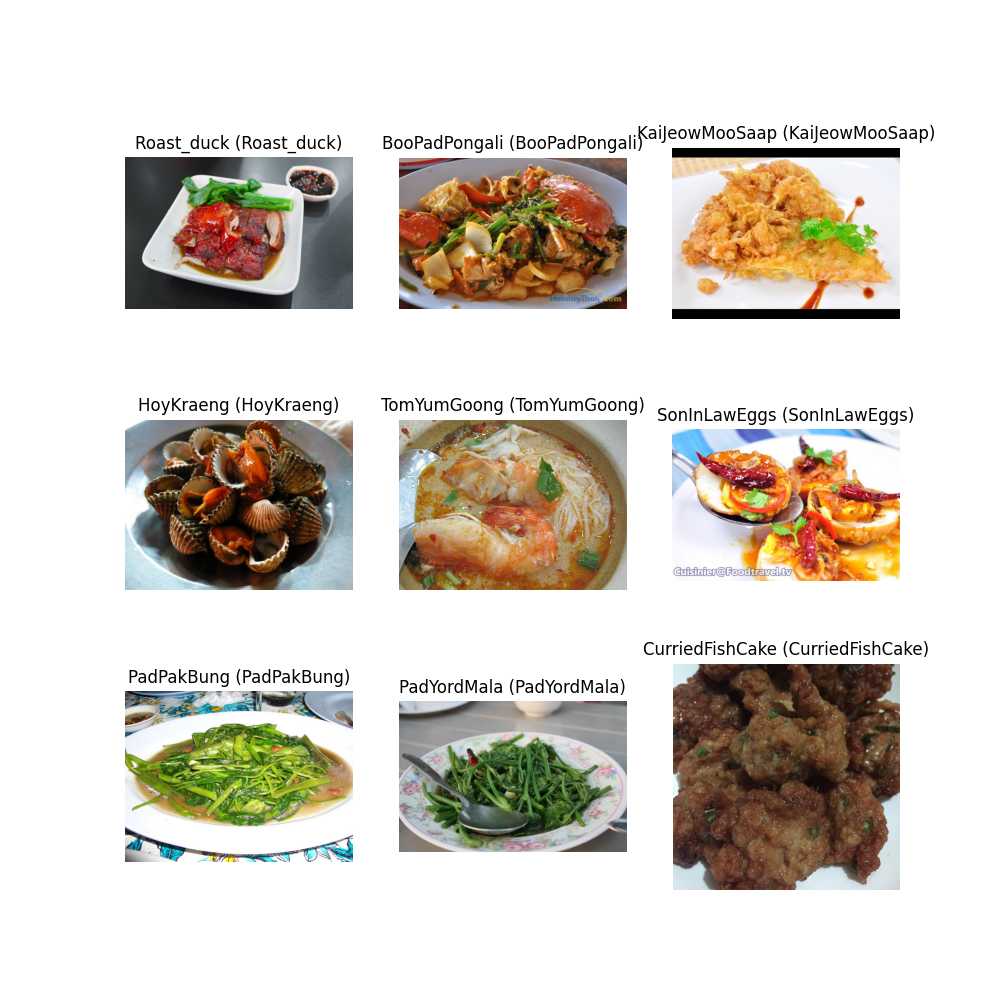 Roast_duck (Roast_duck)
BooPadPongali (BooPadPongali)
KaiJeowMooSaap (KaiJeowMooSaap)
HolidayThai.com
HoyKraeng (HoyKraeng)
TomYumGoong (TomYumGoong)
SonInLawEggs (SonInLawEggs)
Cuisinier@Foodtravel.tv
PadPakBung (PadPakBung)
PadYordMala (PadYordMala)
CurriedFishCake (CurriedFishCake)